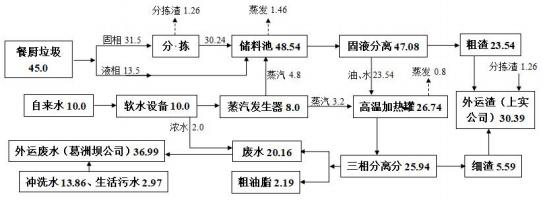 分拣渣 1.26
蒸发 1.46
餐厨垃圾
45.0
固相 31.5
液相 13.5
分·拣
30.24
储料池
48.54
固液分离 47.08
粗渣 23.54
油、水 23.54
蒸发 0.8
分拣渣 1.26
蒸汽 4.8
自来水 10.0
软水设备 10.0
蒸汽发生器 8.0
蒸汽 3.2
高温加热罐
26.74
外运渣（上实
公司）30.39
浓水 2.0
外运废水（葛洲坝公司）36.99
废水 20.16
三相分离分 25.94
细渣 5.59
冲洗水 13.86、生活污水 2.97
粗油脂 2.19